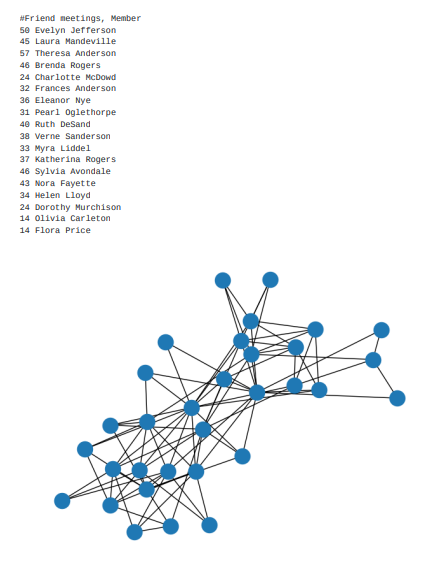 #Friend meetings, Member
50 Evelyn Jefferson
45 Laura Mandeville
57 Theresa Anderson
46 Brenda Rogers
24 Charlotte McDowd
32 Frances Anderson
36 Eleanor Nye
31 Pearl Oglethorpe
40 Ruth DeSand
38 Verne Sanderson
33 Myra Liddel
37 Katherina Rogers
46 Sylvia Avondale
43 Nora Fayette
34 Helen Lloyd
24 Dorothy Murchison
14 Olivia Carleton
14 Flora Price